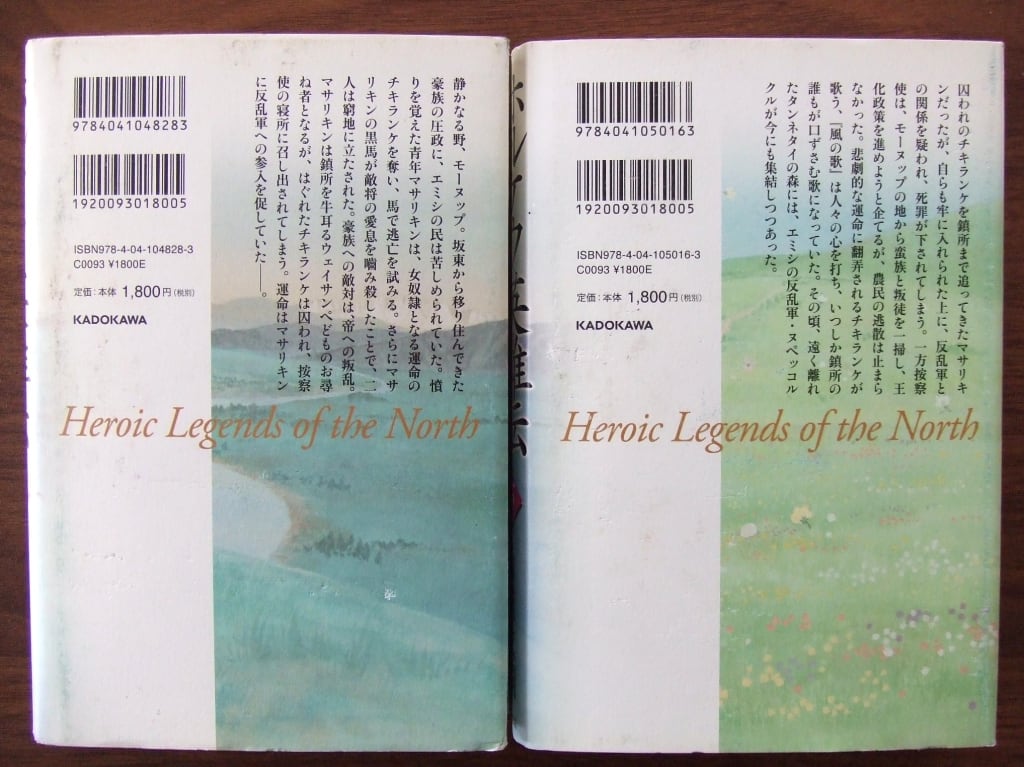 9784041048283
1920093018005
ISBN978-4-04-104828-3
C0093 ¥1800E
定価:本体 1,800円(税別)
KADOKAWA
静かなる野、モーヌップ。坂東から移り住んできた
豪族の圧政に、エミシの民は苦しめられていた。憤
りを覚えた青年マサリキンは、女奴隷となる運命の
チキランケを奪い、馬で逃亡を試みる。さらにマサ
リキンの黒馬が敵将の愛息を嚙み殺したことで、二
人は窮地に立たされた。豪族への敵対は、帝への叛乱。
マサリキンは鎮所を牛耳るウェイサンペどものお尋
ね者となるが、はぐれたチキランケは囚われ、按察
使の寝所に召し出されてしまう。運命はマサリキン
に反乱軍への参入を促していた――。
Heroic Legends of the North
9784041050163
1920093018005
ISBN978-4-04-105016-3
C0093 ¥1800E
定価:本体 1,800円(税別)
KADOKAWA
囚われのチキランケを鎮所まで追ってきたマサリキ
ンだったが、自らも牢に入れられた上に、反乱軍と
の関係を疑われ、死罪が下されてしまう。一方按察
使は、モーヌップの地から蛮族と叛徒を一掃し、王
化政策を進めようと企てるが、農民の逃散は止まら
なかった。悲劇的な運命に翻弄されるチキランケが
歌う、『風の歌』は人々の心を打ち、いつしか鎮所の
誰もが口ずさむ歌になっていた。その頃、遠く離れ
たタンネタイの森には、エミシの反乱軍・ヌペッコル
クルが今にも集結しつつあった。
Heroic Legends of the North